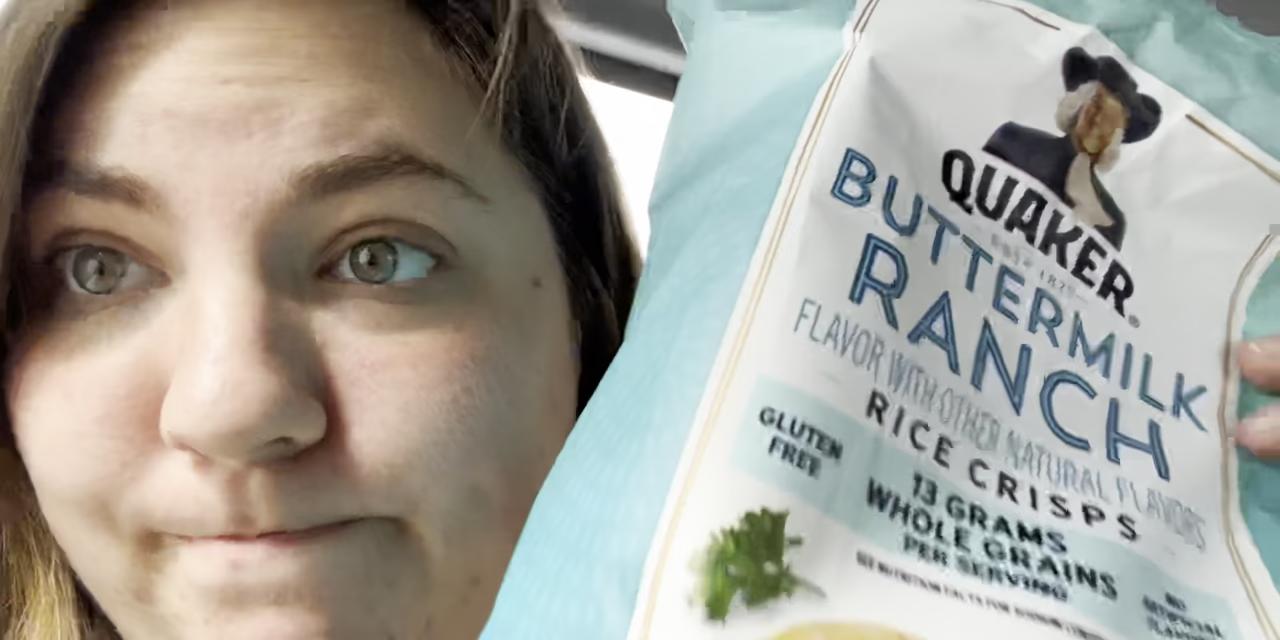 QUAKER
BUTTERMILK
RANCH
FLAVOR WITH OTHER NATURAL FLAVORS
RICE CRISPS
GLUTEN
FREE
13 GRAMS
WHOLE GRAINS
PER SERVING